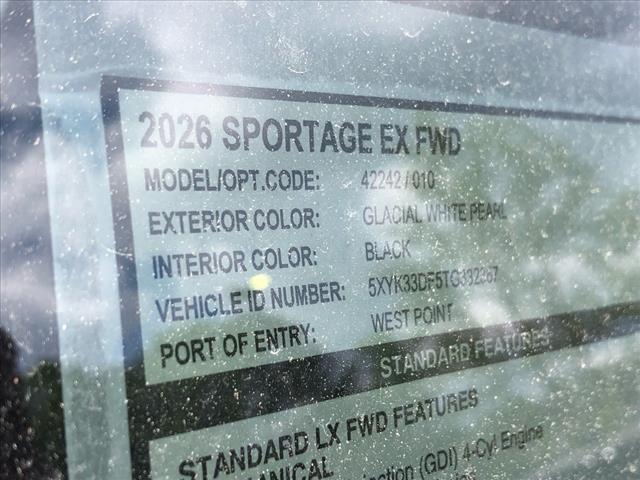 2026 SPORTAGE EX FWD
MODEL/OPT.CODE: 42242 / 010
EXTERIOR COLOR: GLACIAL WHITE PEARL
INTERIOR COLOR: BLACK
VEHICLE ID NUMBER: 5XYK33DF5TG332367
PORT OF ENTRY: WEST POINT
STANDARD FEATURES
STANDARD LX FWD FEATURES
(GDI) 4-Cyl Engine